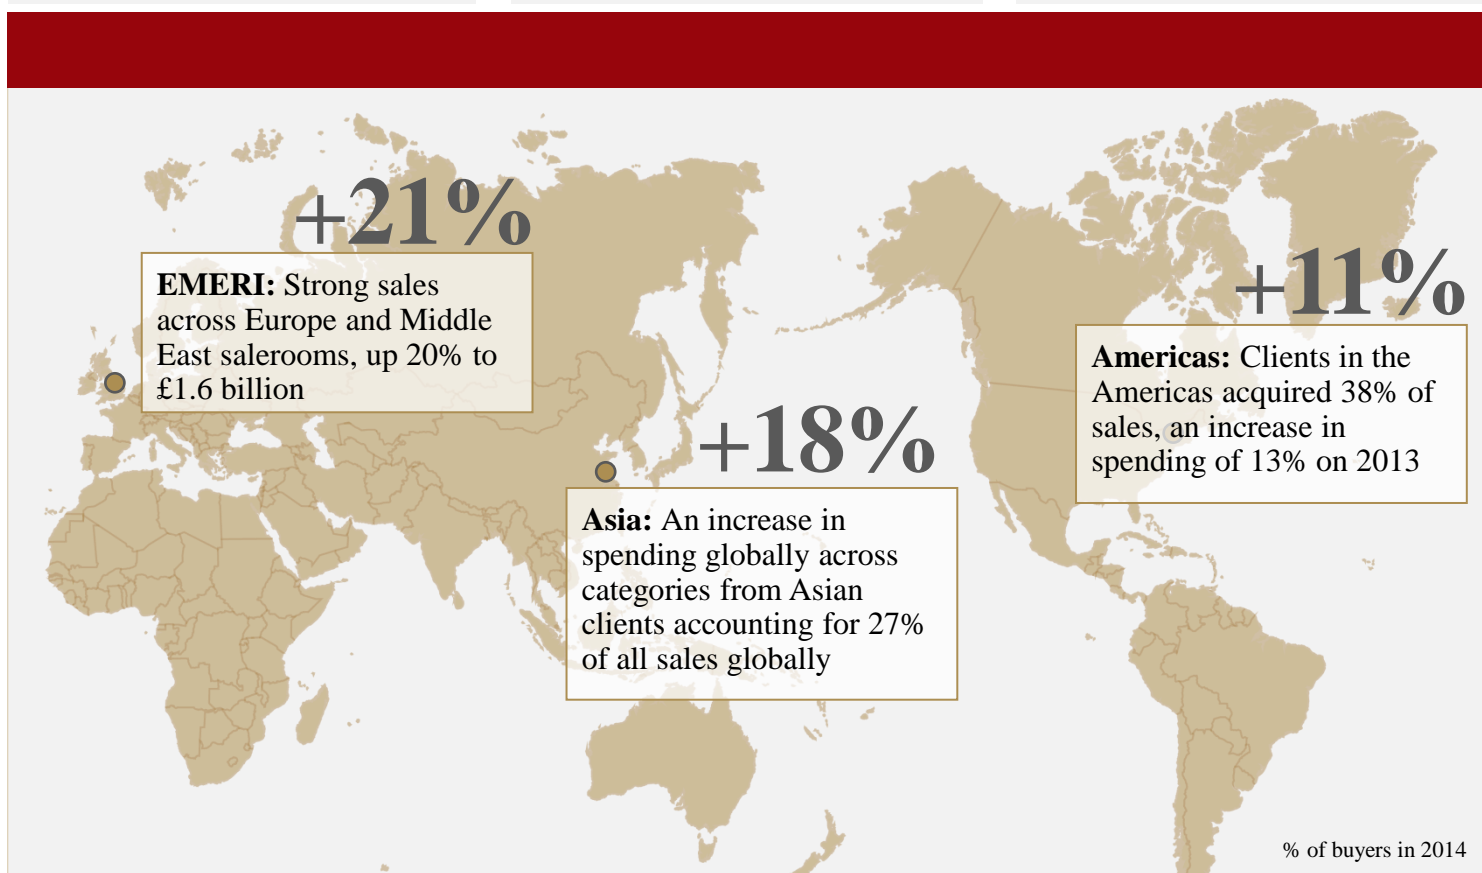 +21%
EMERI: Strong sales
across Europe and Middle
East salerooms, up 20% to
£1.6 billion
+11%
Americas: Clients in the
Americas acquired 38% of
sales, an increase in
spending of 13% on 2013
+18%
Asia: An increase in
spending globally across
categories from Asian
clients accounting for 27%
of all sales globally
% of buyers in 2014